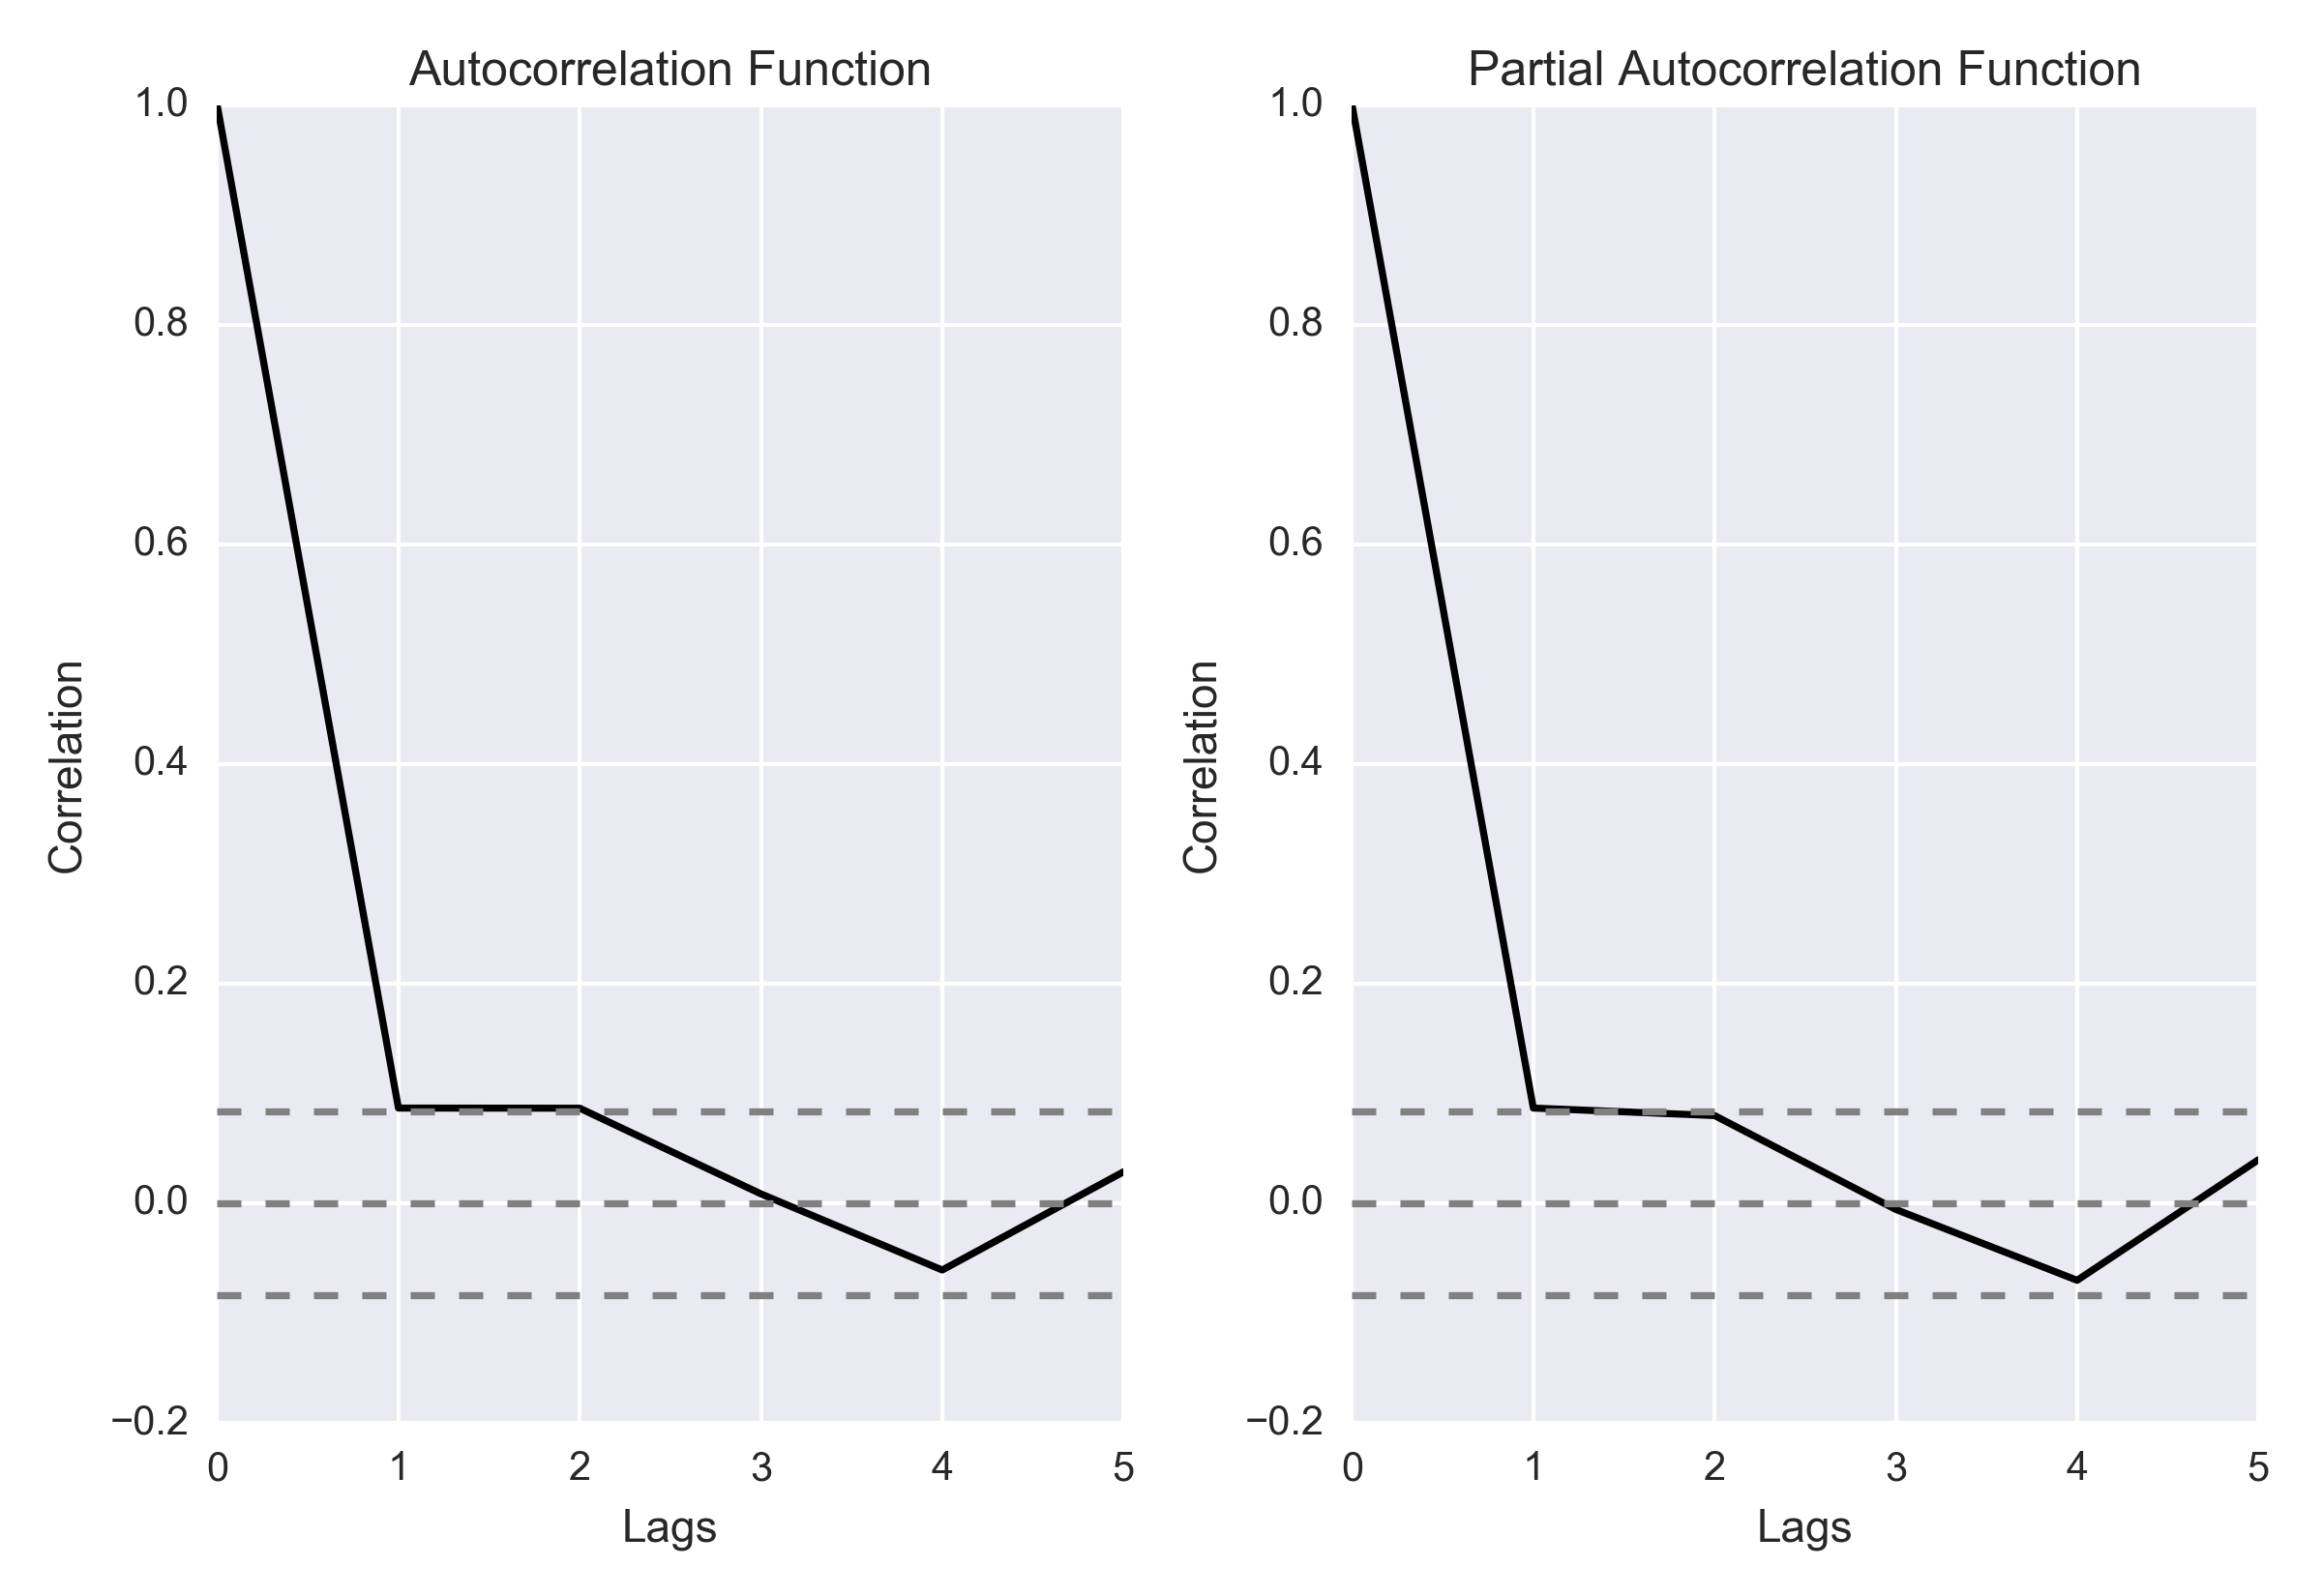 Autocorrelation Function
1.0
0.8
0.6
0.4
0.2
0.0
−0.2
Correlation
0 1 2 3 4 5
Lags
Partial Autocorrelation Function
1.0
0.8
0.6
0.4
0.2
0.0
−0.2
Correlation
0 1 2 3 4 5
Lags